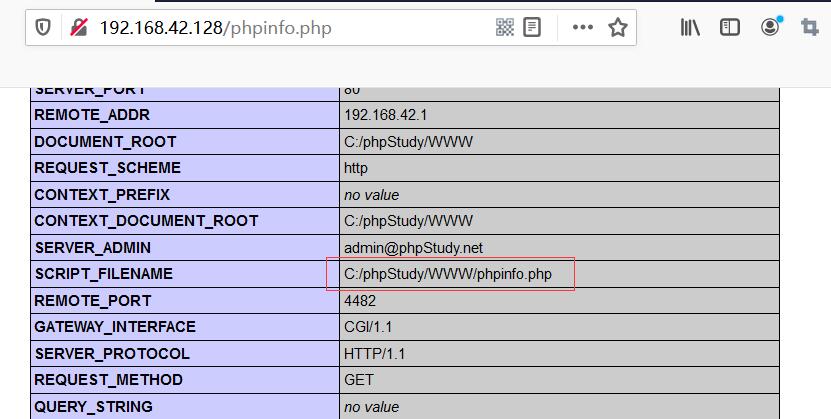 192.168.42.128/phpinfo.php
SERVER_PORT 80
REMOTE_ADDR 192.168.42.1
DOCUMENT_ROOT C:/phpStudy/WWW
REQUEST_SCHEME http
CONTEXT_PREFIX no value
CONTEXT_DOCUMENT_ROOT C:/phpStudy/WWW
SERVER_ADMIN admin@phpStudy.net
SCRIPT_FILENAME C:/phpStudy/WWW/phpinfo.php
REMOTE_PORT 4482
GATEWAY_INTERFACE CGI/1.1
SERVER_PROTOCOL HTTP/1.1
REQUEST_METHOD GET
QUERY_STRING no value